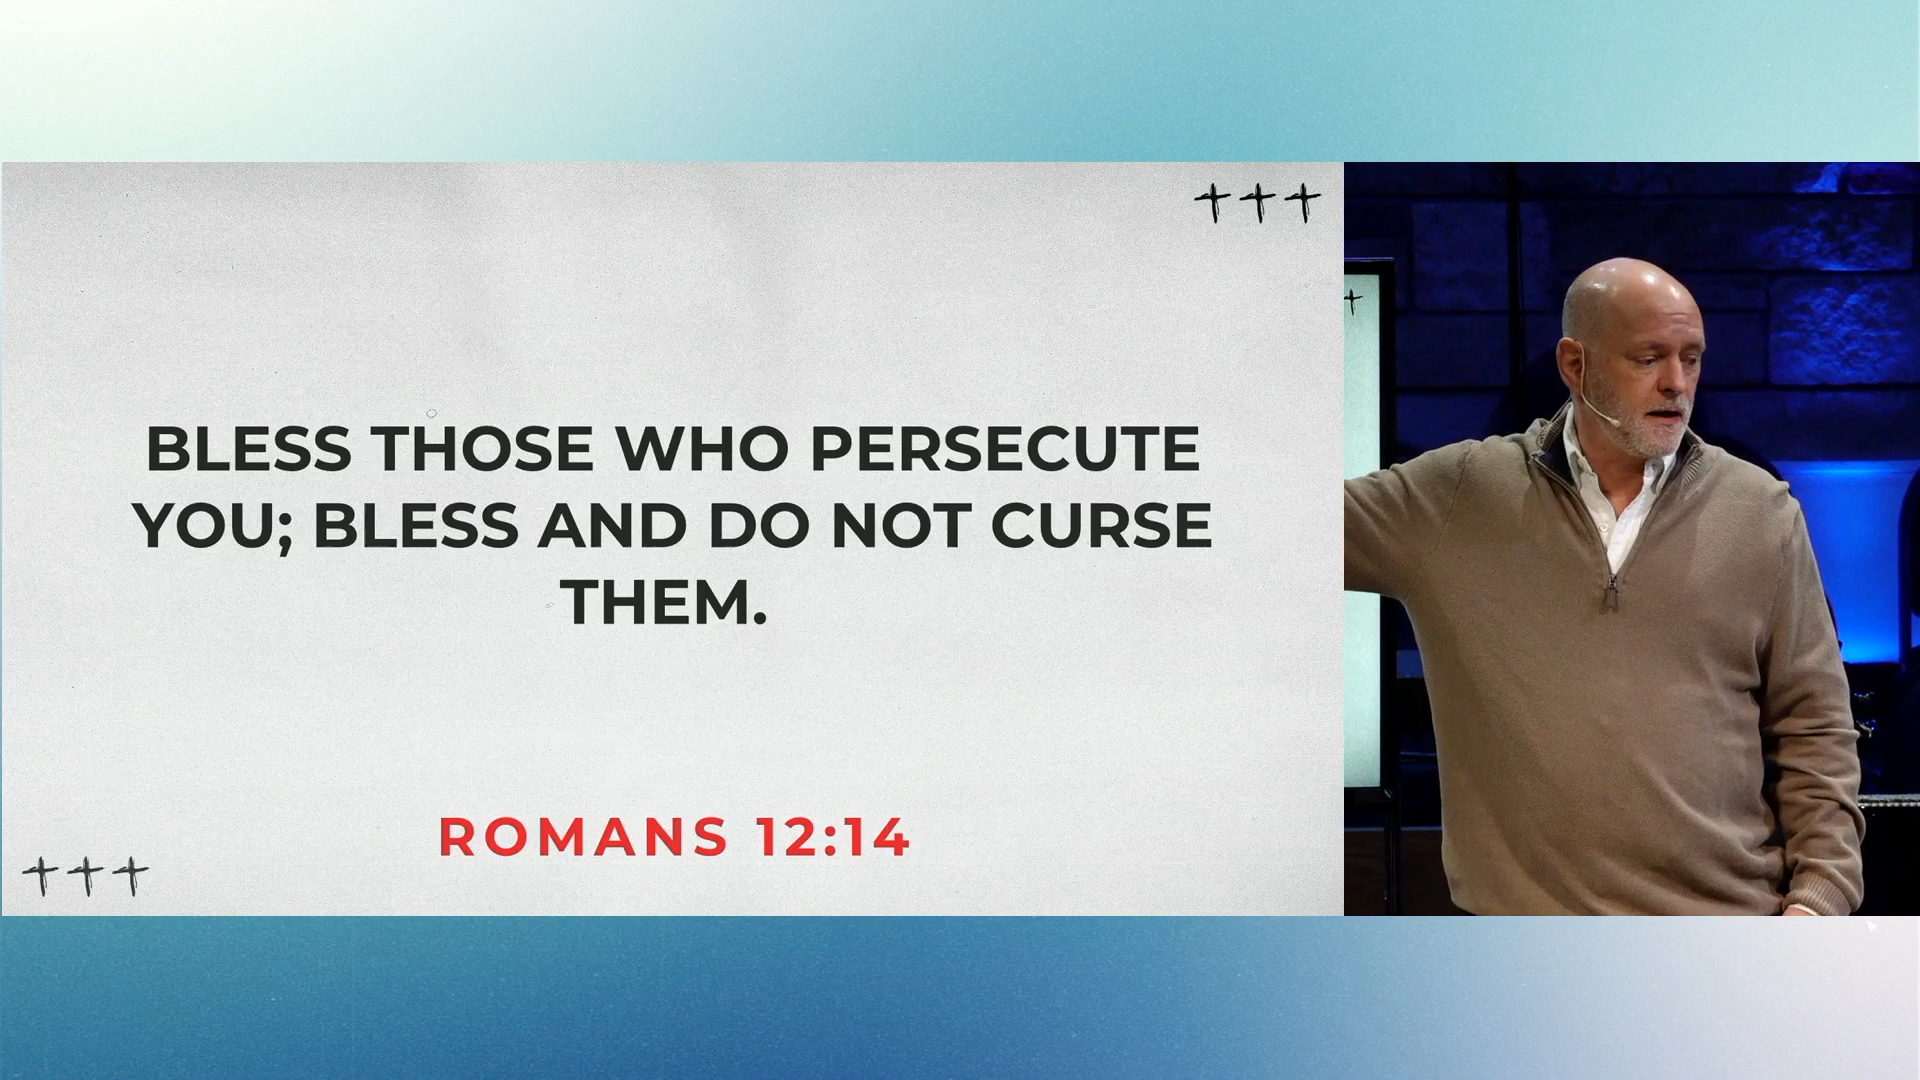 BLESS THOSE WHO PERSECUTE
YOU; BLESS AND DO NOT CURSE
THEM.
ROMANS 12:14